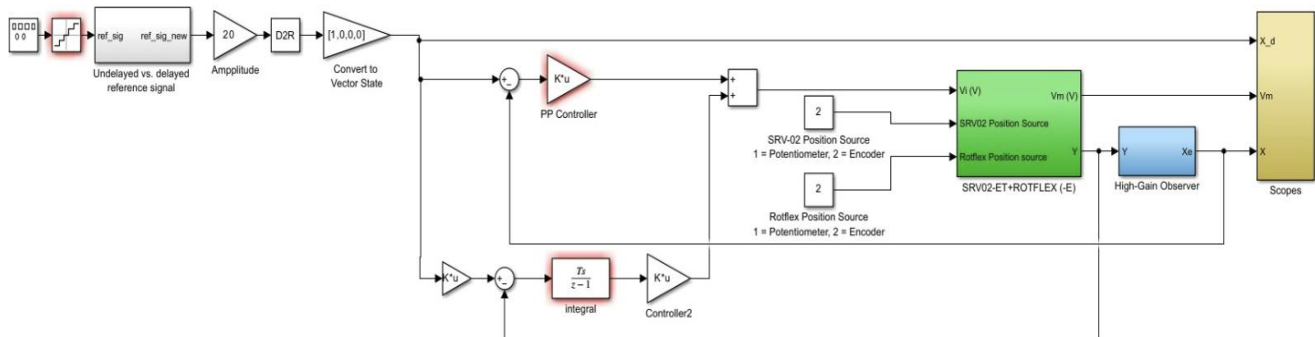 ref_sig
ref_sig_new
Undelayed vs. delayed
reference signal
20
Ampplitude
D2R
[1,0,0,0]
Convert to
Vector State
K*u
PP Controller
2
SRV-02 Position Source
1 = Potentiometer, 2 = Encoder
2
Rotflex Position Source
1 = Potentiometer, 2 = Encoder
Vi (V)
SRV02 Position Source
Rotflex Position source
Vm (V)
Y
SRV02-ET+ROTFLEX (-E)
Y
Xe
High-Gain Observer
X_d
Vm
X
Scopes
K*u
Ts
z − 1
integral
K*u
Controller2